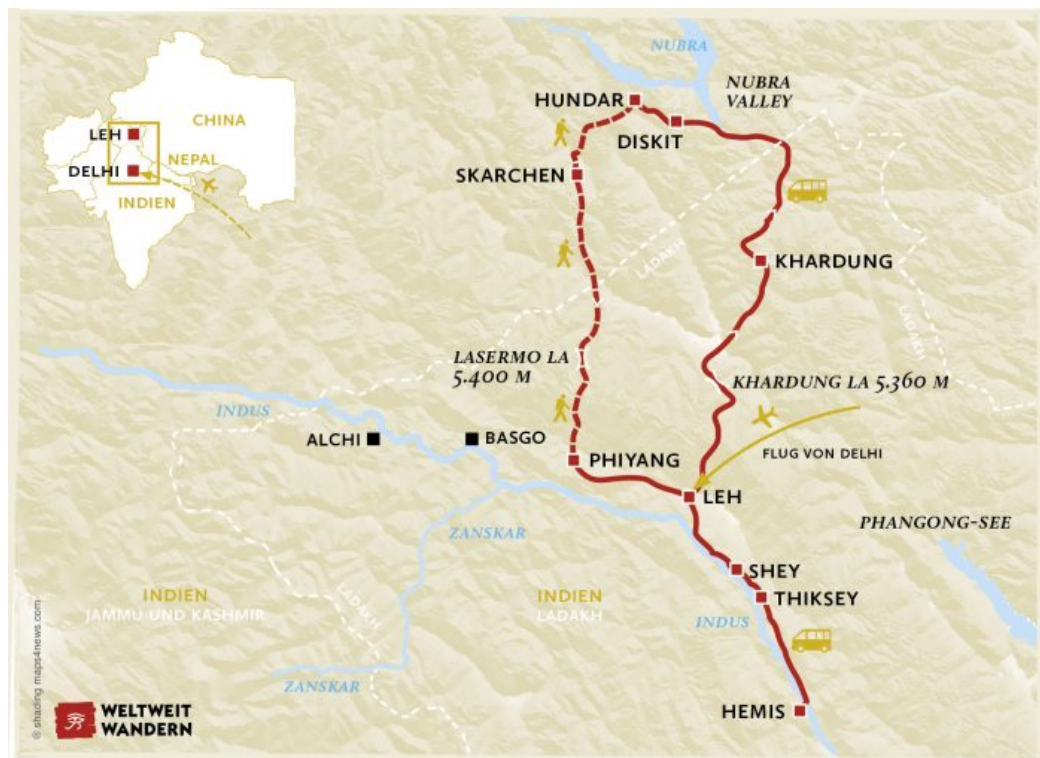 NUBRA
NUBRA
VALLEY
HUNDAR
DISKIT
CHINA
LEH
NEPAL
DELHI
INDIEN
SKARCHEN
KHARDUNG
LADAKH
LADAKH
LASERMO LA
5.400 M
KHARDUNG LA 5.360 M
INDUS
ALCHI
BASGO
FLUG VON DELHI
PHIYANG
LEH
PHANGONG-SEE
ZANSKAR
SHEY
THIKSEY
INDIEN
JAMMU UND KASHMIR
LADAKH
INDIEN
LADAKH
INDUS
ZANSKAR
HEMIS
© shading maps4news.com
WELTWEIT
WANDERN